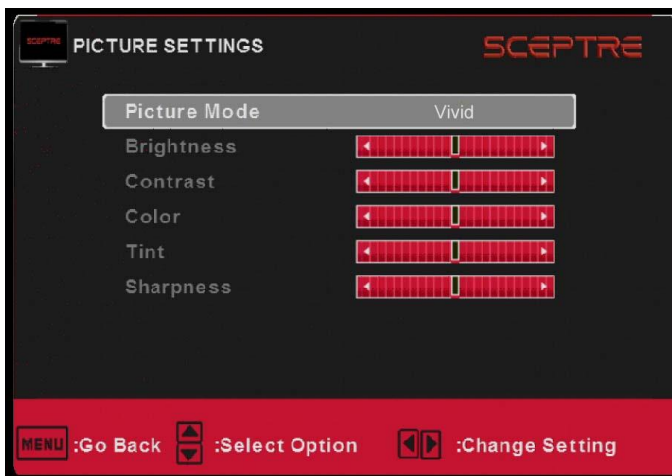 SCEPTRE
PICTURE SETTINGS
SCEPTRE
Picture Mode Vivid
Brightness
Contrast
Color
Tint
Sharpness
MENU :Go Back :Select Option :Change Setting